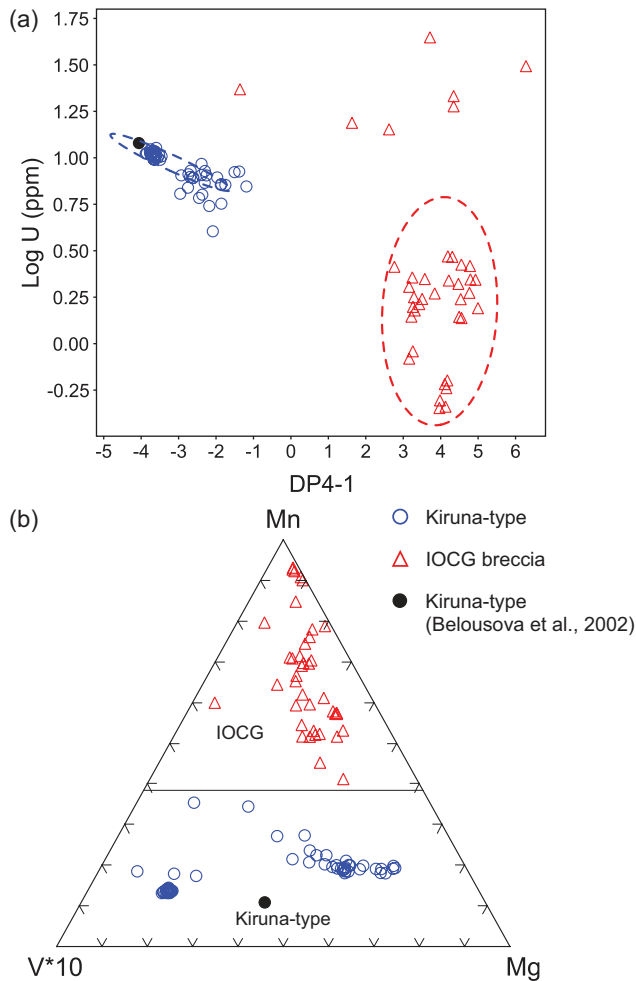 (a)
1.75
1.50
1.25
1.00
0.75
0.50
0.25
0.00
-0.25
Log U (ppm)
-5 -4 -3 -2 -1 0 1 2 3 4 5 6
DP4-1
(b)
Mn
Kiruna-type
IOCG breccia
Kiruna-type
(Belousova et al., 2002)
IOCG
Kiruna-type
V*10
Mg